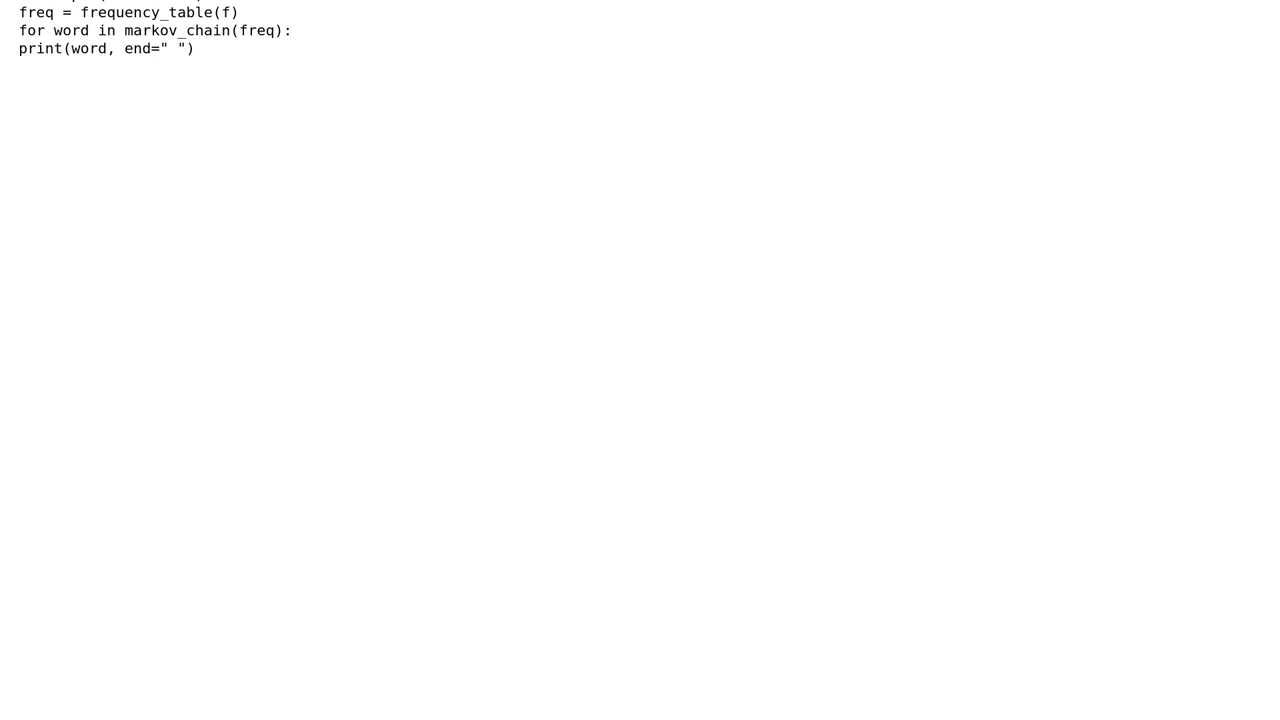 freq = frequency_table(f)
for word in markov_chain(freq):
print(word, end=" ")